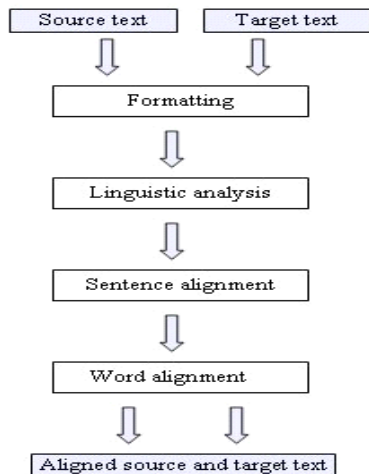 Source text
Target text
Formatting
Linguistic analysis
Sentence alignment
Word alignment
Aligned source and target text